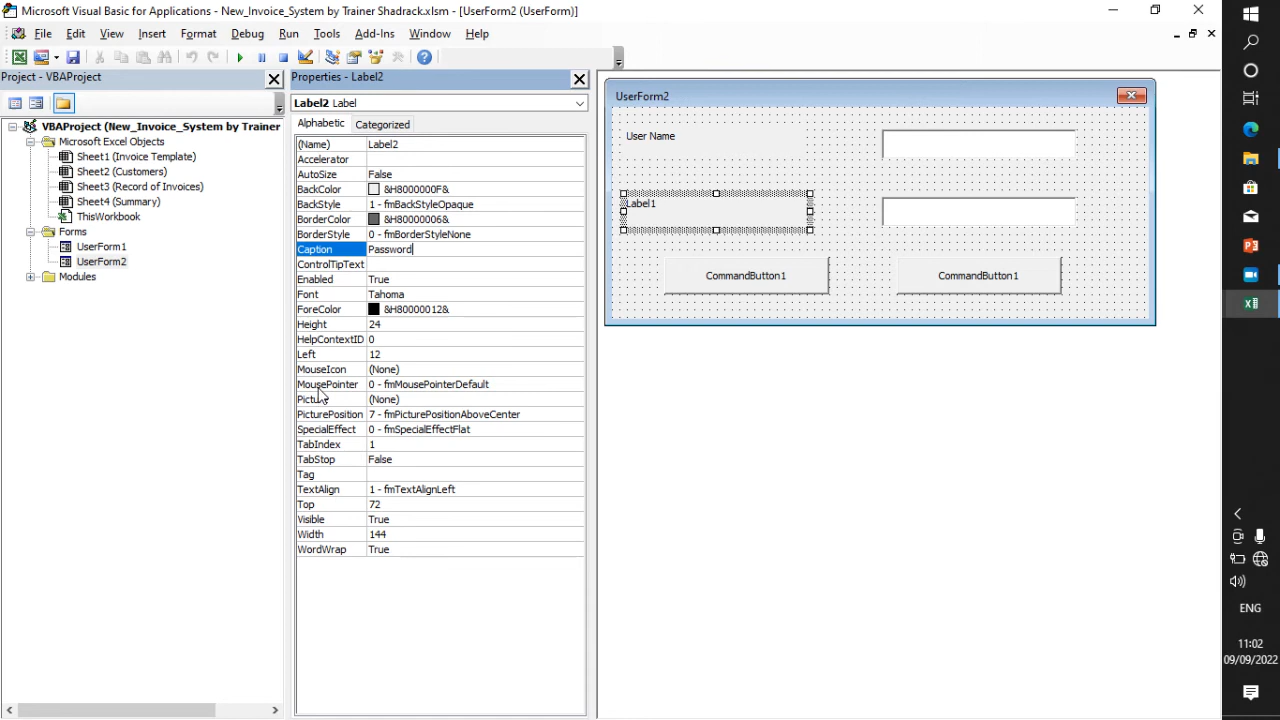 Microsoft Visual Basic for Applications - New_Invoice_System by Trainer Shadrack.xlsm - [UserForm2 (UserForm)]
File Edit View Insert Format Debug Run Tools Add-Ins Window Help
Project - VBAProject
VBAProject (New_Invoice_System by Trainer
Microsoft Excel Objects
Sheet1 (Invoice Template)
Sheet2 (Customers)
Sheet3 (Record of Invoices)
Sheet4 (Summary)
ThisWorkbook
Forms
UserForm1
UserForm2
Modules
Properties - Label2
Label2 Label
Alphabetic Categorized
(Name) Label2
Accelerator
AutoSize False
BackColor &H8000000F&
BackStyle 1 - fmBackStyleOpaque
BorderColor &H80000006&
BorderStyle 0 - fmBorderStyleNone
Caption Password
ControlTipText
Enabled True
Font Tahoma
ForeColor &H80000012&
Height 24
HelpContextID 0
Left 12
MouseIcon (None)
MousePointer 0 - fmMousePointerDefault
Picture (None)
PicturePosition 7 - fmPicturePositionAboveCenter
SpecialEffect 0 - fmSpecialEffectFlat
TabIndex 1
TabStop False
Tag
TextAlign 1 - fmTextAlignLeft
Top 72
Visible True
Width 144
WordWrap True
UserForm2
User Name
Label1
CommandButton1 CommandButton1
ENG
11:02
09/09/2022